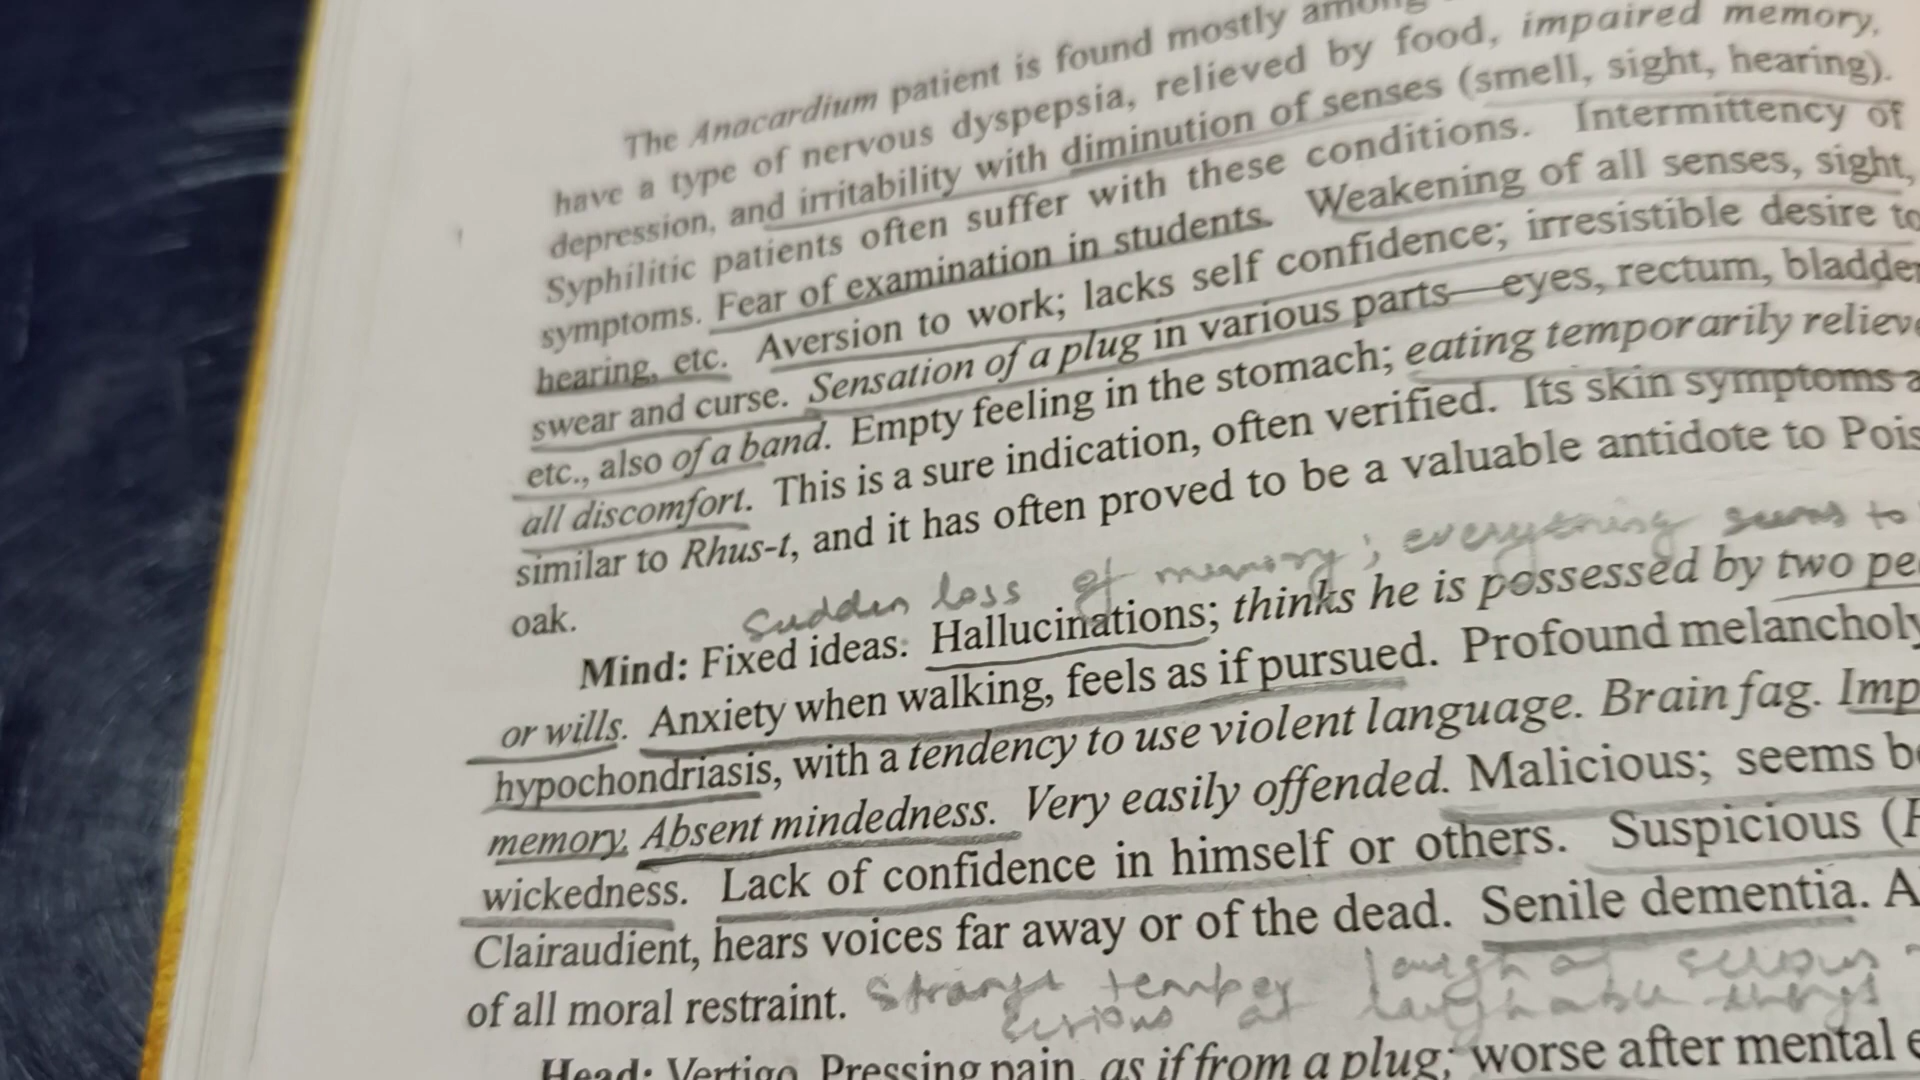 The Anacardium patient is found mostly among
have a type of nervous dyspepsia, relieved by food, impaired memory,
depression, and irritability with diminution of senses (smell, sight, hearing).
Syphilitic patients often suffer with these conditions. Intermittency of
symptoms. Fear of examination in students. Weakening of all senses, sight,
hearing, etc. Aversion to work; lacks self confidence; irresistible desire to
swear and curse. Sensation of a plug in various parts—eyes, rectum, bladder
etc., also of a band. Empty feeling in the stomach; eating temporarily relieve
all discomfort. This is a sure indication, often verified. Its skin symptoms a
similar to Rhus-t, and it has often proved to be a valuable antidote to Pois
oak.
Sudden loss of memory; everything seems to
Mind: Fixed ideas. Hallucinations; thinks he is possessed by two pe
or wills. Anxiety when walking, feels as if pursued. Profound melancholy
hypochondriasis, with a tendency to use violent language. Brain fag. Imp
memory. Absent mindedness. Very easily offended. Malicious; seems b
wickedness. Lack of confidence in himself or others. Suspicious (
Clairaudient, hears voices far away or of the dead. Senile dementia. A
of all moral restraint. Strange temper laugh at serious
serious at laughable things
Head: Vertigo. Pressing pain, as if from a plug; worse after mental e